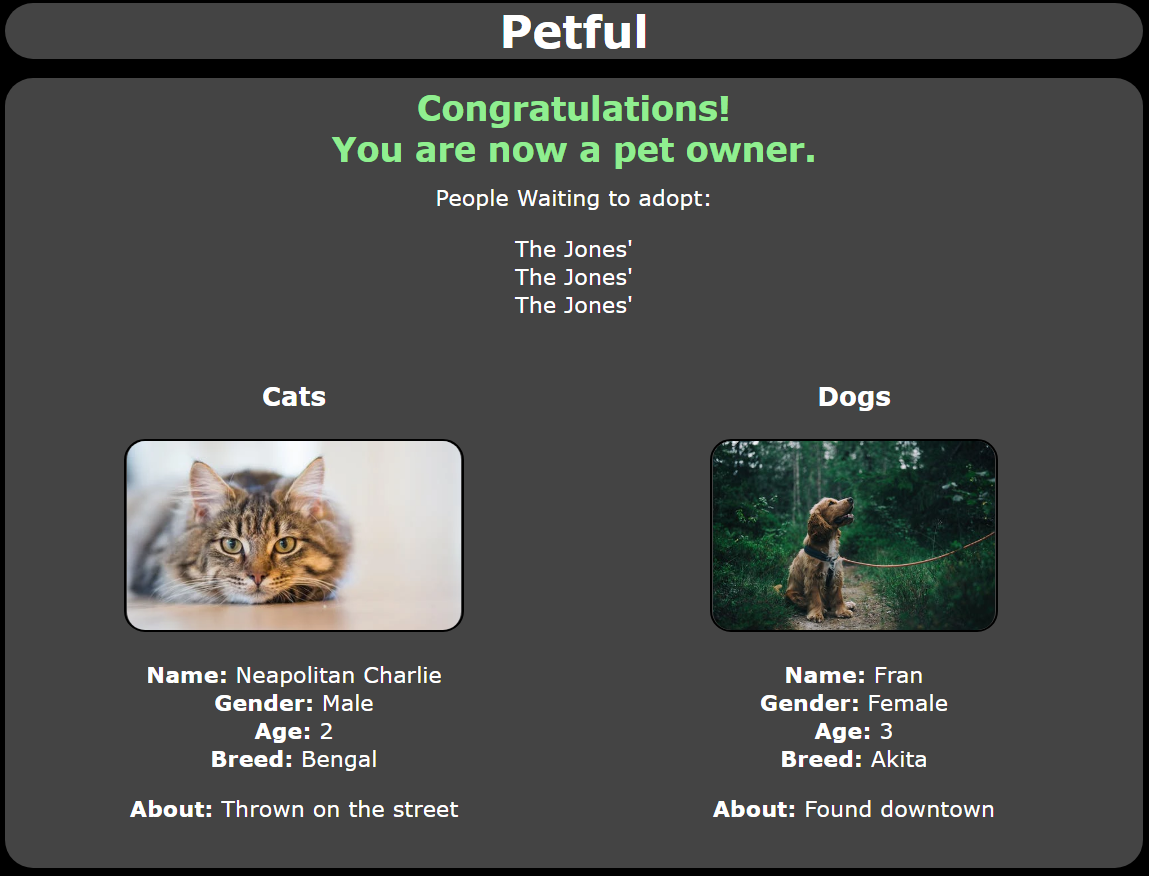 Petful
Congratulations!
You are now a pet owner.
People Waiting to adopt:
The Jones'
The Jones'
The Jones'
Cats
Name: Neapolitan Charlie
Gender: Male
Age: 2
Breed: Bengal
About: Thrown on the street
Dogs
Name: Fran
Gender: Female
Age: 3
Breed: Akita
About: Found downtown